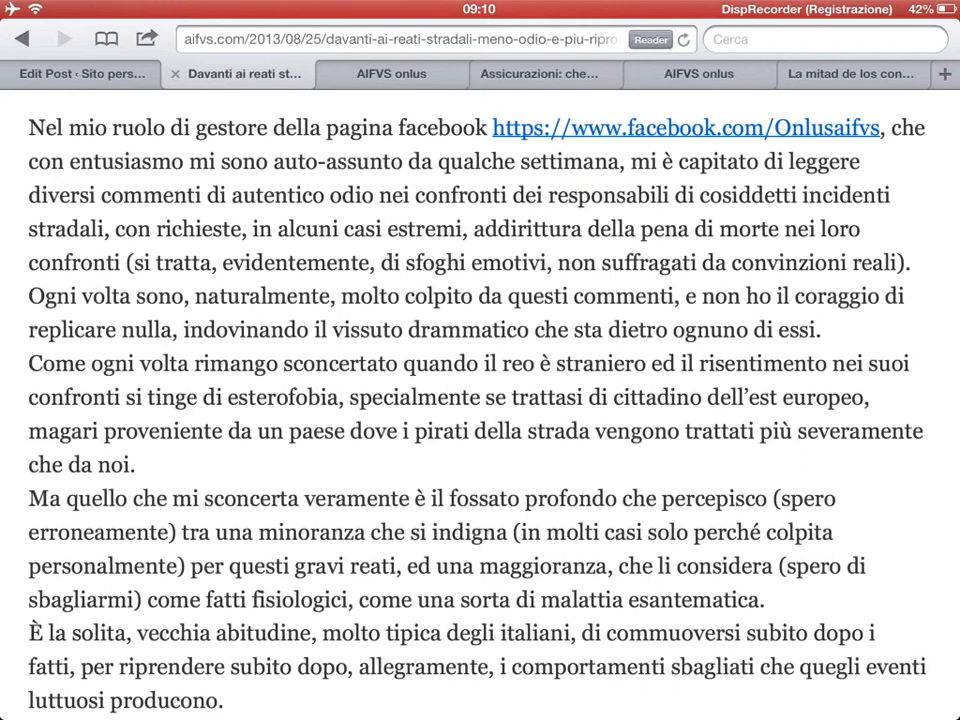 09:10
DispRecorder (Registrazione)
42%
aifvs.com/2013/08/25/davanti-ai-reati-stradali-meno-odio-e-piu-ripro
Reader
Cerca
Edit Post ‹ Sito pers...
Davanti ai reati st...
AIFVS onlus
Assicurazioni: che...
AIFVS onlus
La mitad de los con...
Nel mio ruolo di gestore della pagina facebook https://www.facebook.com/Onlusaifvs, che
con entusiasmo mi sono auto-assunto da qualche settimana, mi è capitato di leggere
diversi commenti di autentico odio nei confronti dei responsabili di cosiddetti incidenti
stradali, con richieste, in alcuni casi estremi, addirittura della pena di morte nei loro
confronti (si tratta, evidentemente, di sfoghi emotivi, non suffragati da convinzioni reali).
Ogni volta sono, naturalmente, molto colpito da questi commenti, e non ho il coraggio di
replicare nulla, indovinando il vissuto drammatico che sta dietro ognuno di essi.
Come ogni volta rimango sconcertato quando il reo è straniero ed il risentimento nei suoi
confronti si tinge di esterofobia, specialmente se trattasi di cittadino dell’est europeo,
magari proveniente da un paese dove i pirati della strada vengono trattati più severamente
che da noi.
Ma quello che mi sconcerta veramente è il fossato profondo che percepisco (spero
erroneamente) tra una minoranza che si indigna (in molti casi solo perché colpita
personalmente) per questi gravi reati, ed una maggioranza, che li considera (spero di
sbagliarmi) come fatti fisiologici, come una sorta di malattia esantematica.
È la solita, vecchia abitudine, molto tipica degli italiani, di commuoversi subito dopo i
fatti, per riprendere subito dopo, allegramente, i comportamenti sbagliati che quegli eventi
luttuosi producono.